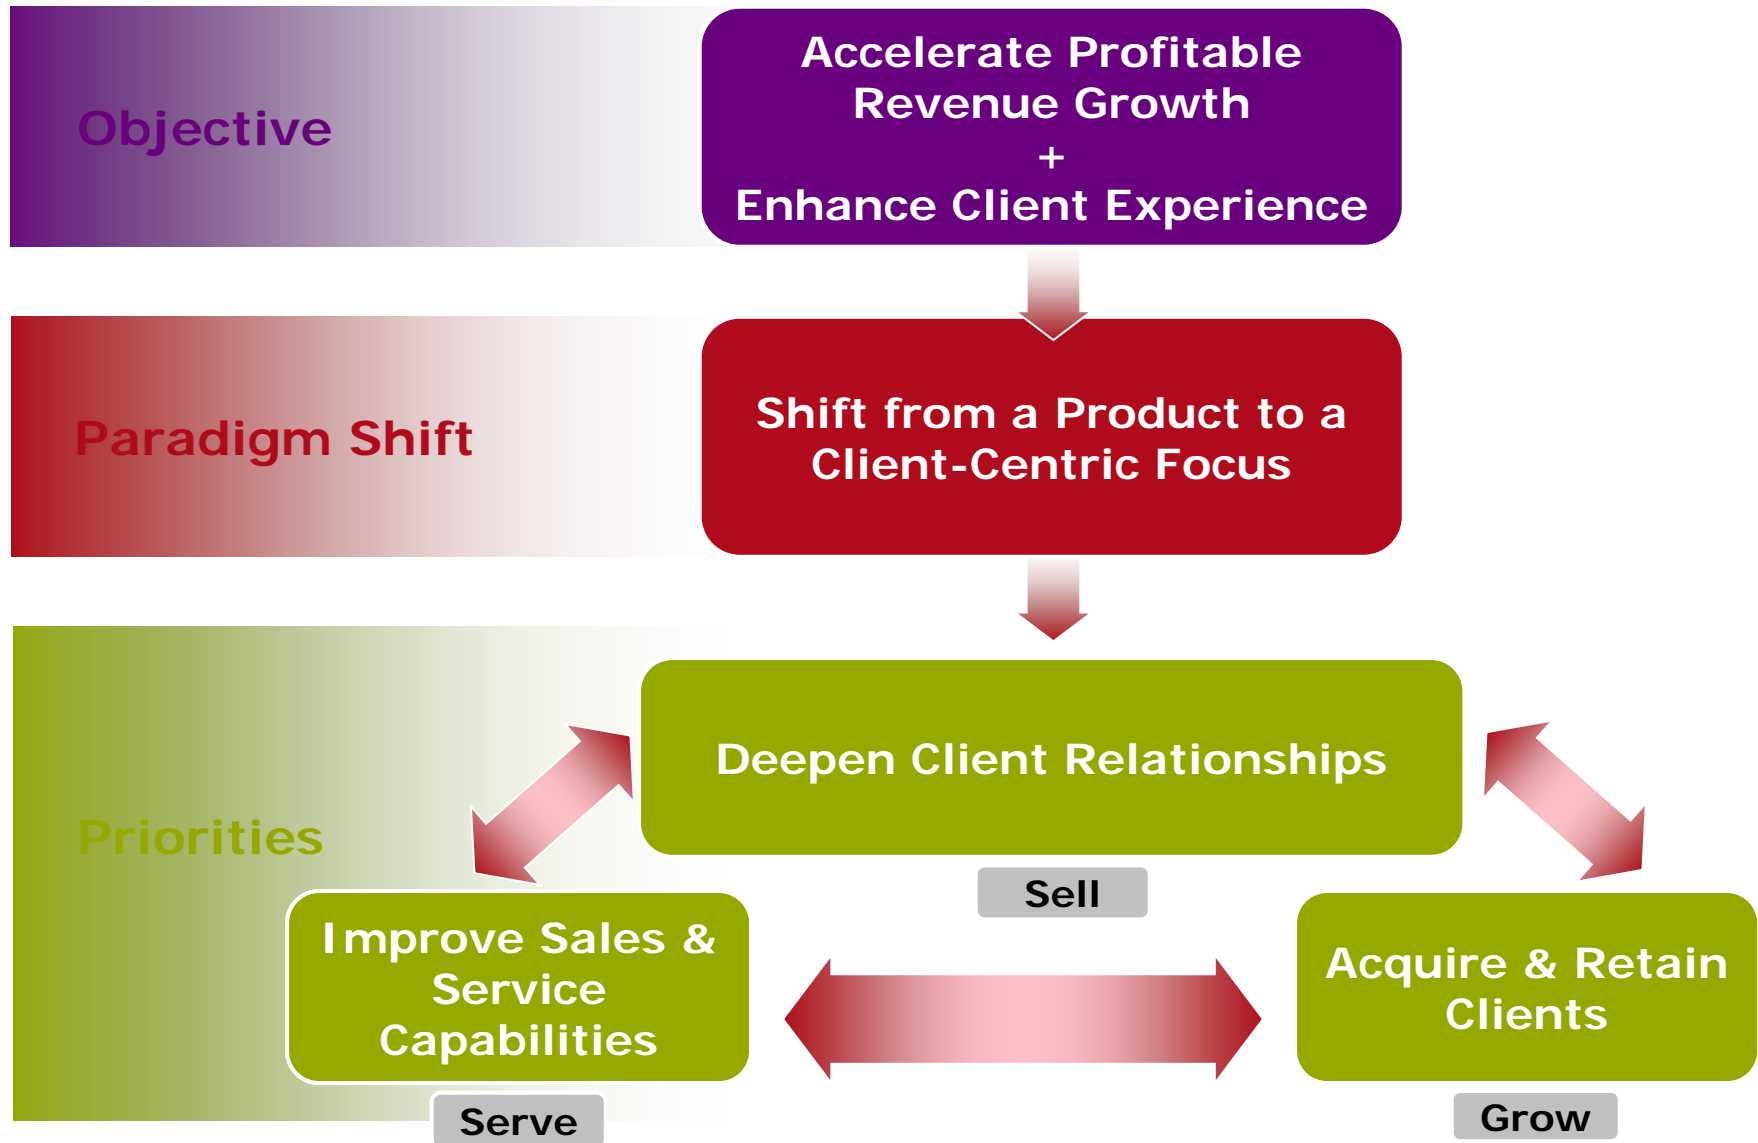 Objective
Accelerate Profitable
Revenue Growth
+
Enhance Client Experience
Paradigm Shift
Shift from a Product to a
Client-Centric Focus
Priorities
Deepen Client Relationships
Sell
Improve Sales &
Service
Capabilities
Serve
Acquire & Retain
Clients
Grow